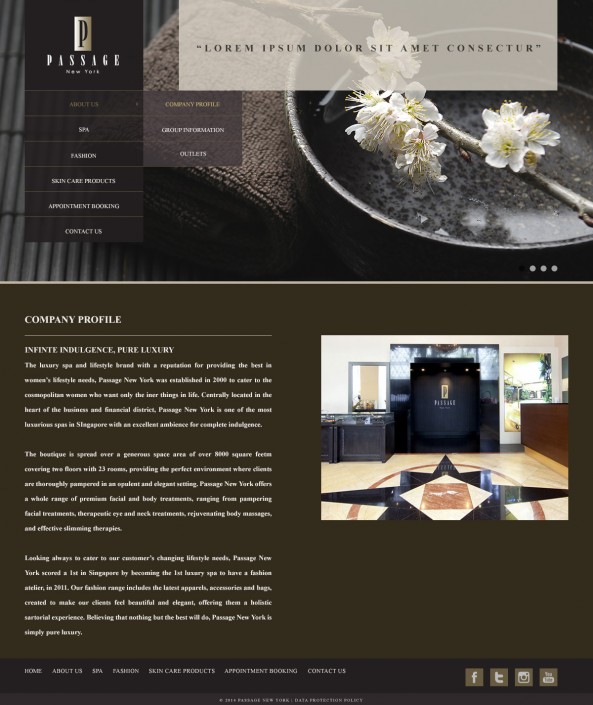 P
PASSAGE
New York
“LOREM IPSUM DOLOR SIT AMET CONSECTUR”
ABOUT US
SPA
FASHION
SKIN CARE PRODUCTS
APPOINTMENT BOOKING
CONTACT US
COMPANY PROFILE
GROUP INFORMATION
OUTLETS
COMPANY PROFILE
INFINTE INDULGENCE, PURE LUXURY
The luxury spa and lifestyle brand with a reputation for providing the best in
women's lifestyle needs, Passage New York was established in 2000 to cater to the
cosmopolitan women who want only the iner things in life. Centrally located in the
heart of the business and financial district, Passage New York is one of the most
luxurious spas in SIngapore with an excellent ambience for complete indulgence.
The boutique is spread over a generous space area of over 8000 square feetm
covering two floors with 23 rooms, providing the perfect environment where clients
are thoroughly pampered in an opulent and elegant setting. Passage New York offers
a whole range of premium facial and body treatments, ranging from pampering
facial treatments, therapeutic eye and neck treatments, rejuvenating body massages,
and effective slimming therapies.
Looking always to cater to our customer's changing lifestyle needs, Passage New
York scored a 1st in Singapore by becoming the 1st luxury spa to have a fashion
atelier, in 2011. Our fashion range includes the latest apparels, accessories and bags,
created to make our clients feel beautiful and elegant, offering them a holistic
sartorial experience. Believing that nothing but the best will do, Passage New York is
simply pure luxury.
PASSAGE
HOME ABOUT US SPA FASHION SKIN CARE PRODUCTS APPOINTMENT BOOKING CONTACT US
You Tube
© 2014 PASSAGE NEW YORK | DATA PROTECTION POLICY